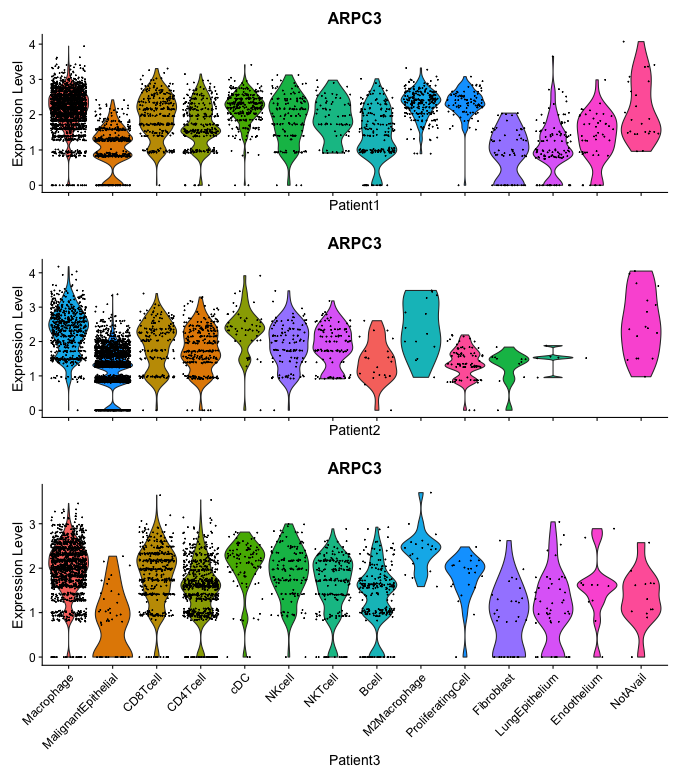 ARPC3
Expression Level
4
3
2
1
0
Patient1
ARPC3
Expression Level
4
3
2
1
0
Patient2
ARPC3
Expression Level
3
2
1
0
Macrophage
MalignantEpithelial
CD8Tcell
CD4Tcell
cDC
NKcell
NKTcell
Bcell
M2Macrophage
ProliferatingCell
Fibroblast
LungEpithelium
Endothelium
NotAvail
Patient3